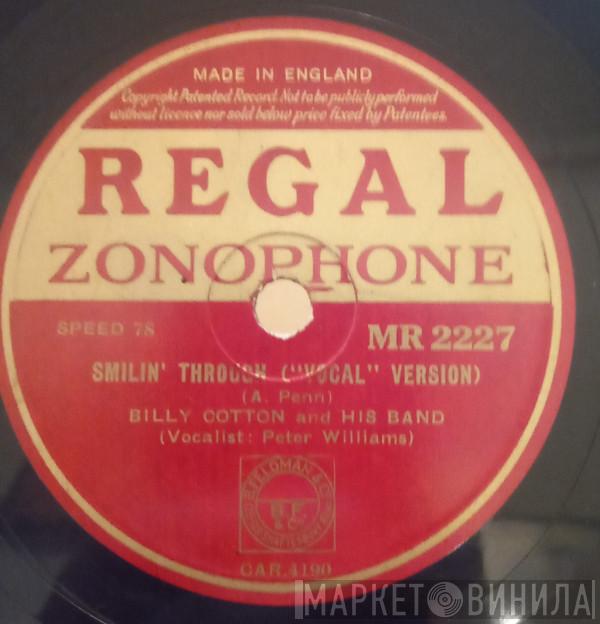 MADE IN ENGLAND
Copyright Patented Record. Not to be publicly performed
without licence nor sold below price fixed by Patentees.
REGAL
ZONOPHONE
SPEED 78
MR 2227
SMILIN' THROUGH ("VOCAL" VERSION)
(A. Penn)
BILLY COTTON and HIS BAND
(Vocalist: Peter Williams)
B. FELDMAN & Co.
B.F.
CAR.4190
МАРКЕТ ВИНИЛА